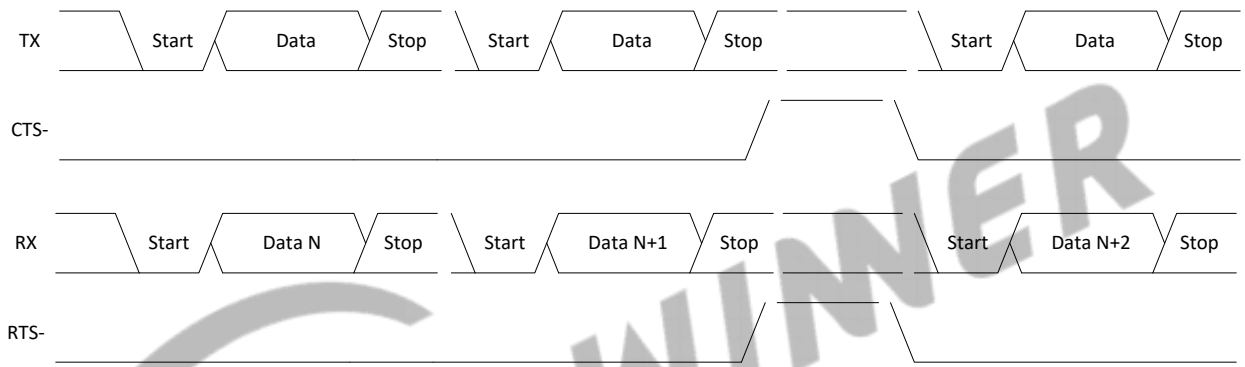 TX Start Data Stop Start Data Stop Start Data Stop
CTS-
RX Start Data N Stop Start Data N+1 Stop Start Data N+2 Stop
RTS-
WINNER